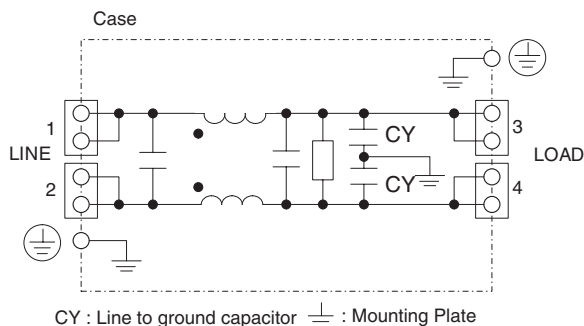 Case
1
LINE
2
CY
CY
3
LOAD
4
CY : Line to ground capacitor : Mounting Plate